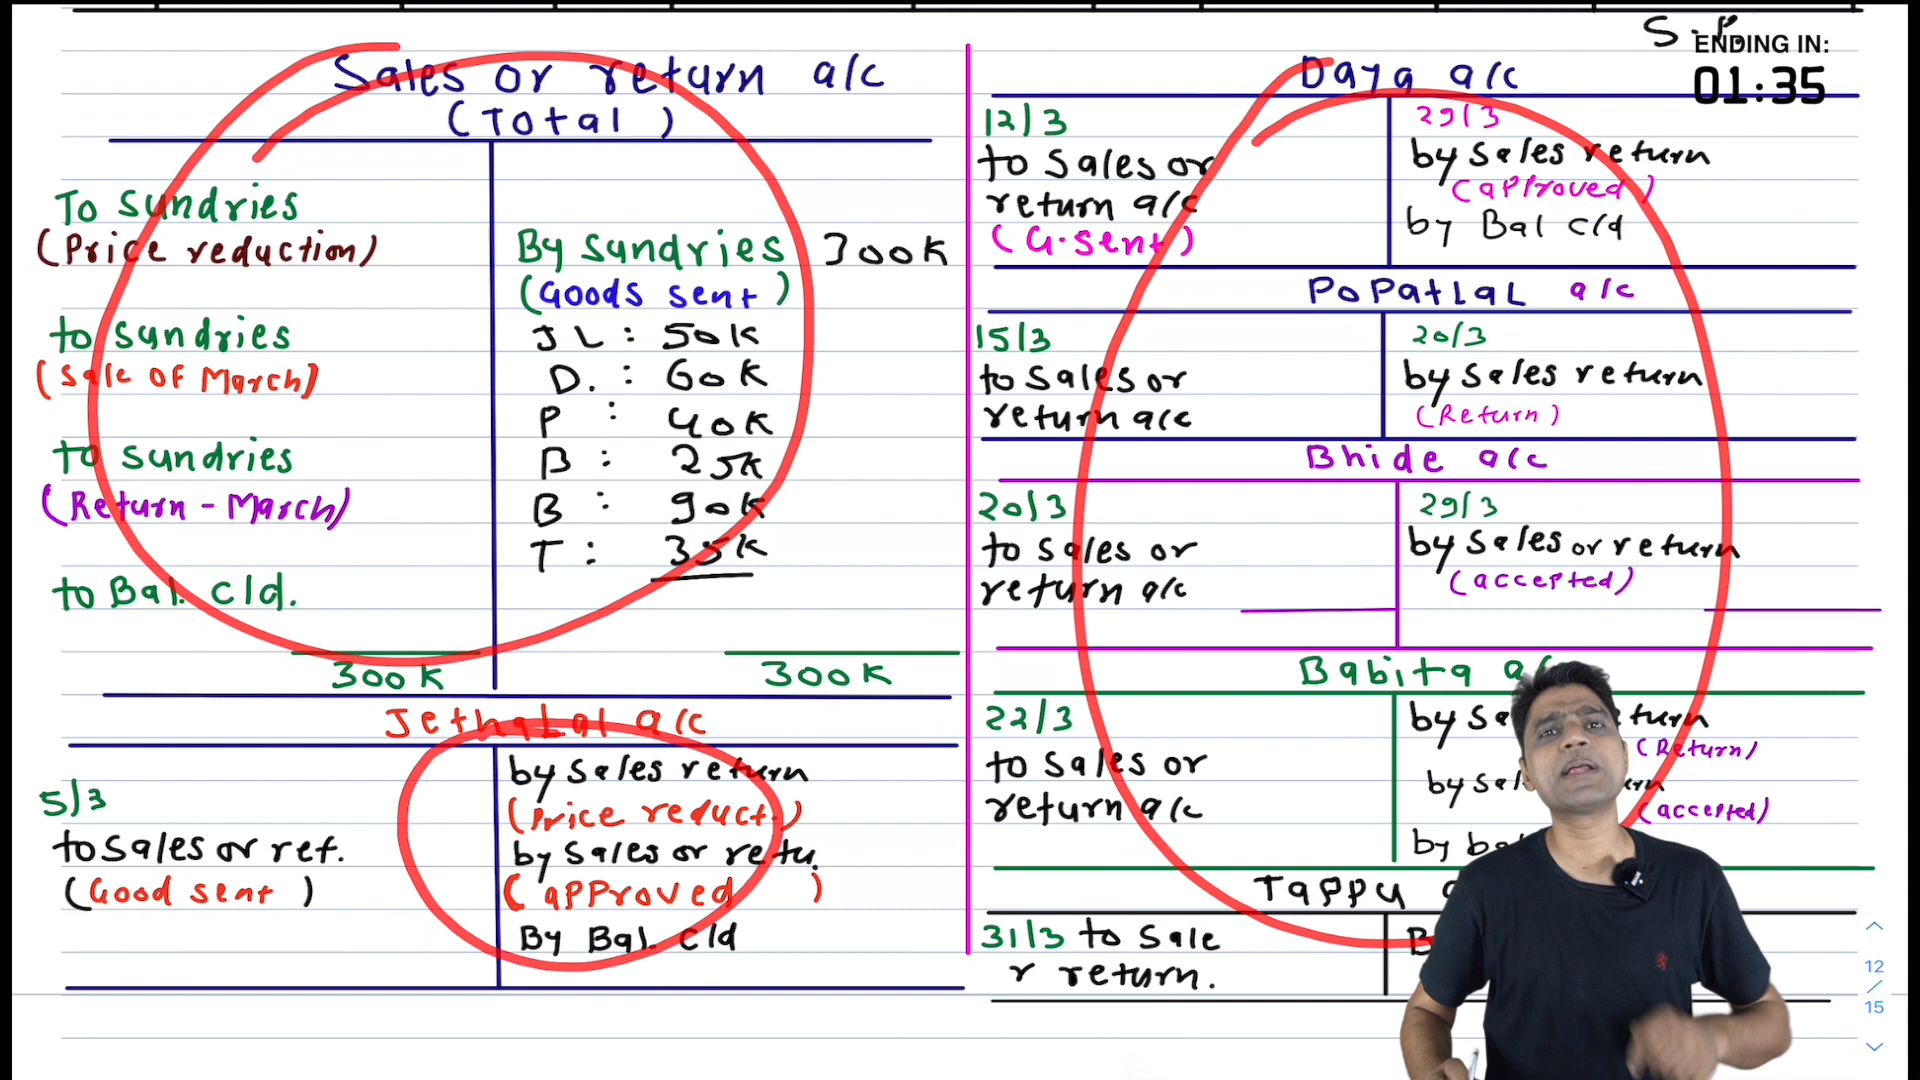 S.P.
ENDING IN:
01:35
Sales or return a/c
(Total)
To sundries
(Price reduction)
to sundries
(Sale OF March)
to sundries
(Return - March)
to Bal. c/d.
300K
By sundries 300K
(Goods sent)
JL : 50K
D. : 60K
P : 40K
B : 25K
B : 90K
T : 35K
300K
JethaLal a/c
5/3
to Sales or ret.
(Good sent)
by Sales return
(Price reduct.)
by Sales or retu.
(approved)
By Bal. c/d
Daya a/c
12/3
to Sales or
return a/c
(G.sent)
29/3
by Sales return
(approved)
by Bal c/d
PoPatLaL a/c
15/3
to Sales or
return a/c
20/3
by Sales return
(Return)
Bhide a/c
20/3
to Sales or
return a/c
29/3
by Sales or return
(accepted)
Babita
22/3
to Sales or
return a/c
by
(Return)
by
(accepted)
by
Tappu
31/3 to Sale
r return.
12
/
15